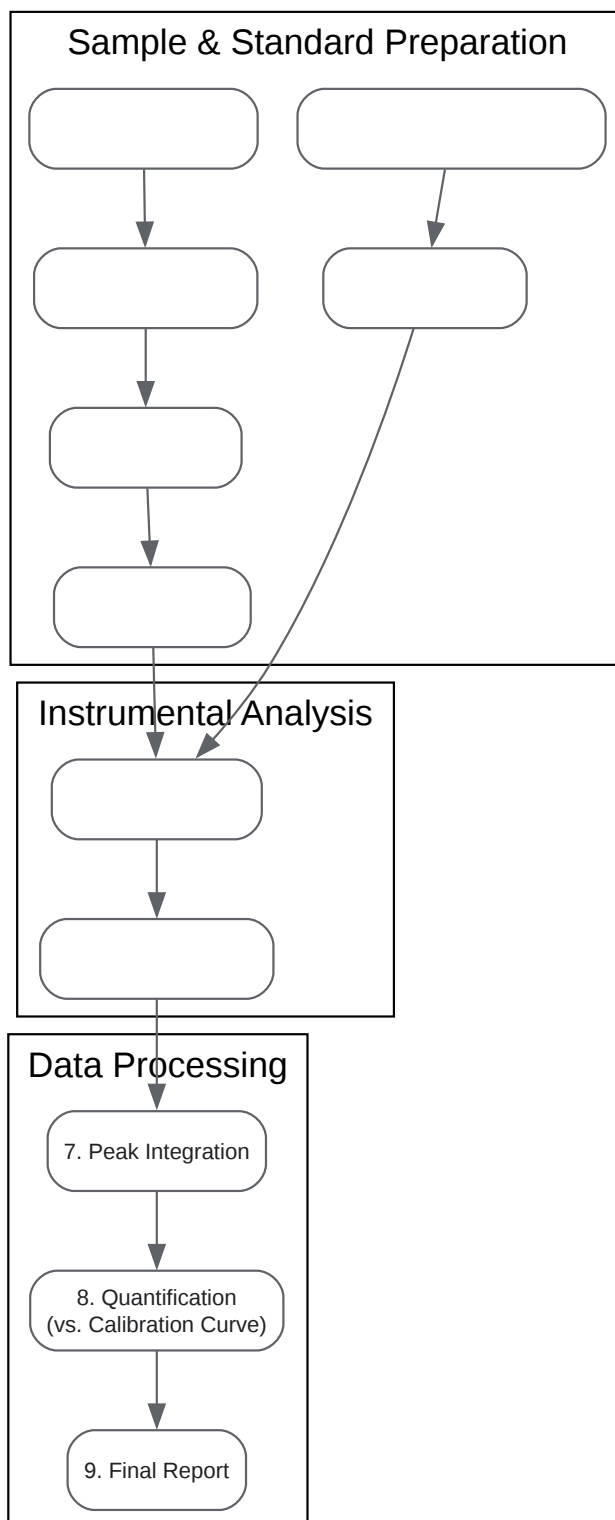 Sample & Standard Preparation
Instrumental Analysis
Data Processing
7. Peak Integration
8. Quantification
(vs. Calibration Curve)
9. Final Report